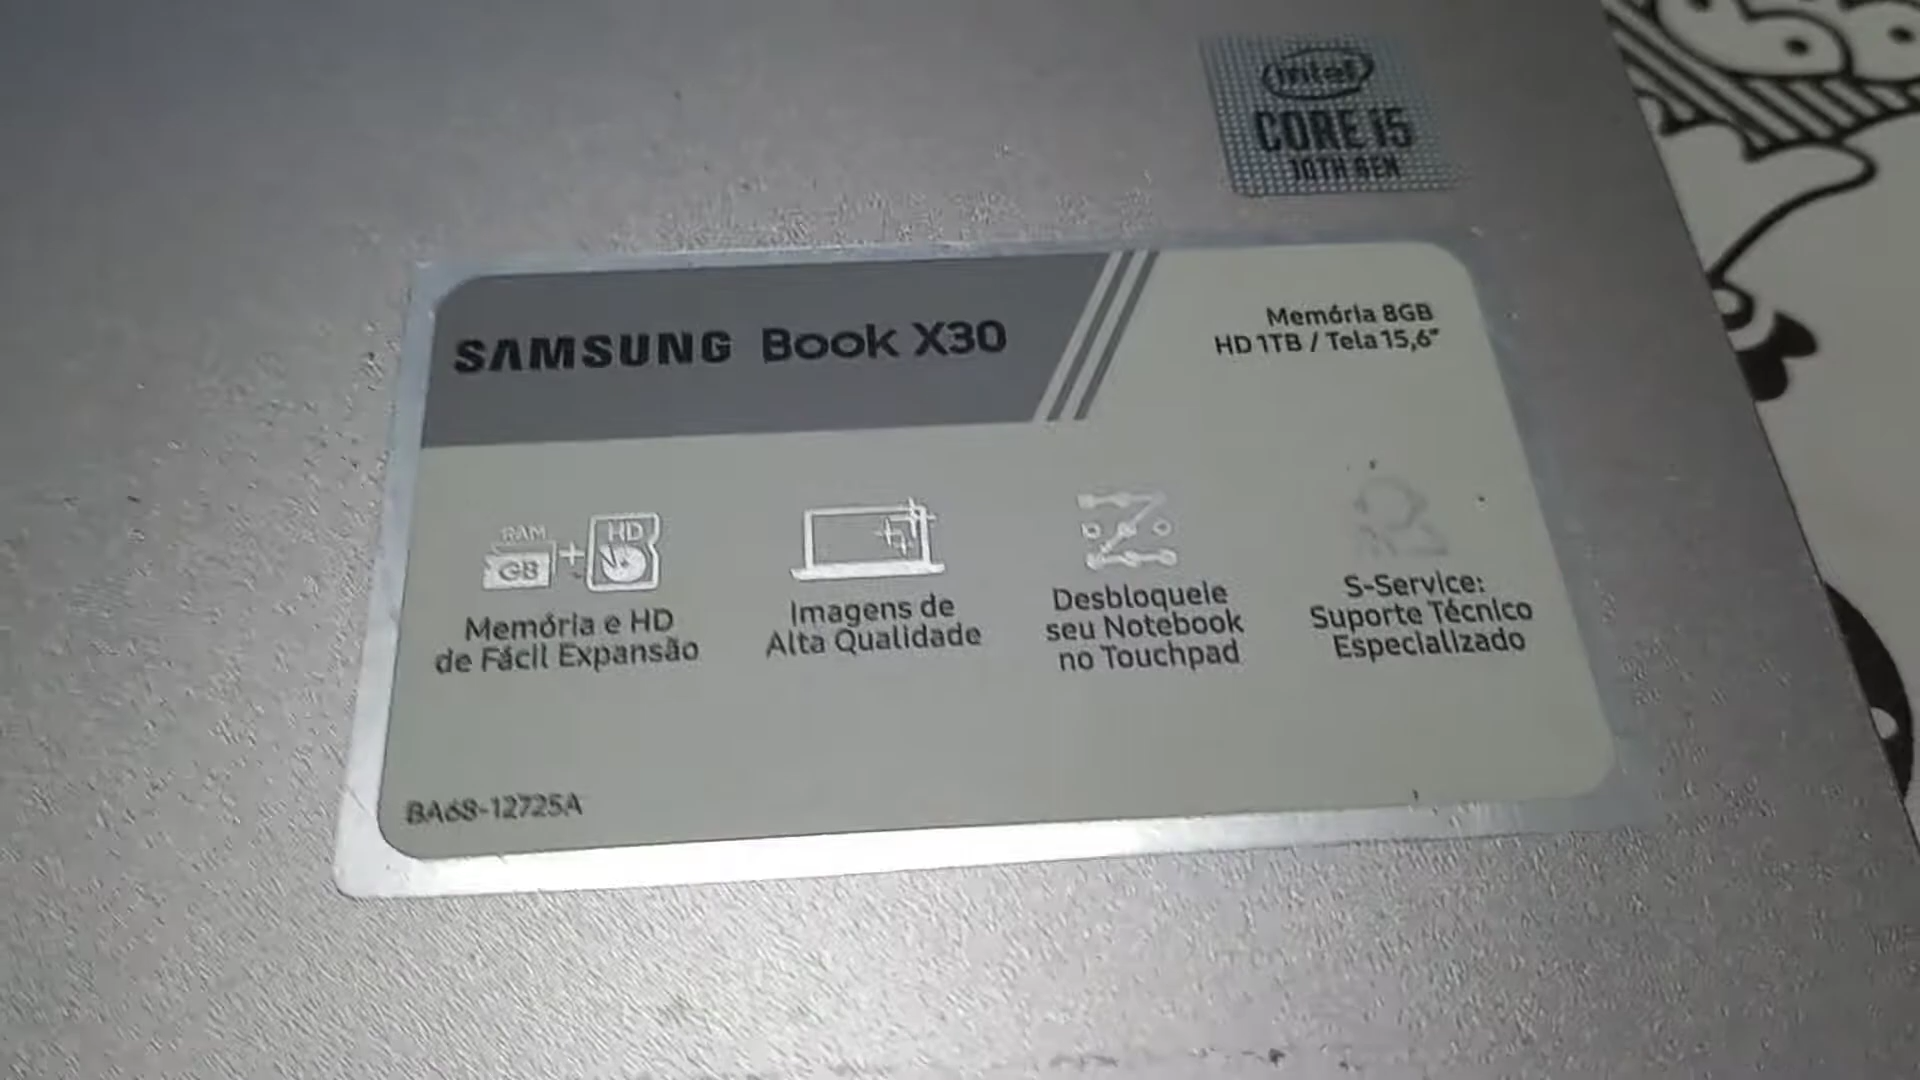 intel
CORE i5
10TH GEN
SAMSUNG Book X30
Memória 8GB
HD 1TB / Tela 15,6"
RAM
GB
+
HD
Memória e HD
de Fácil Expansão
Imagens de
Alta Qualidade
Desbloqueie
seu Notebook
no Touchpad
S-Service:
Suporte Técnico
Especializado
BA68-12725A